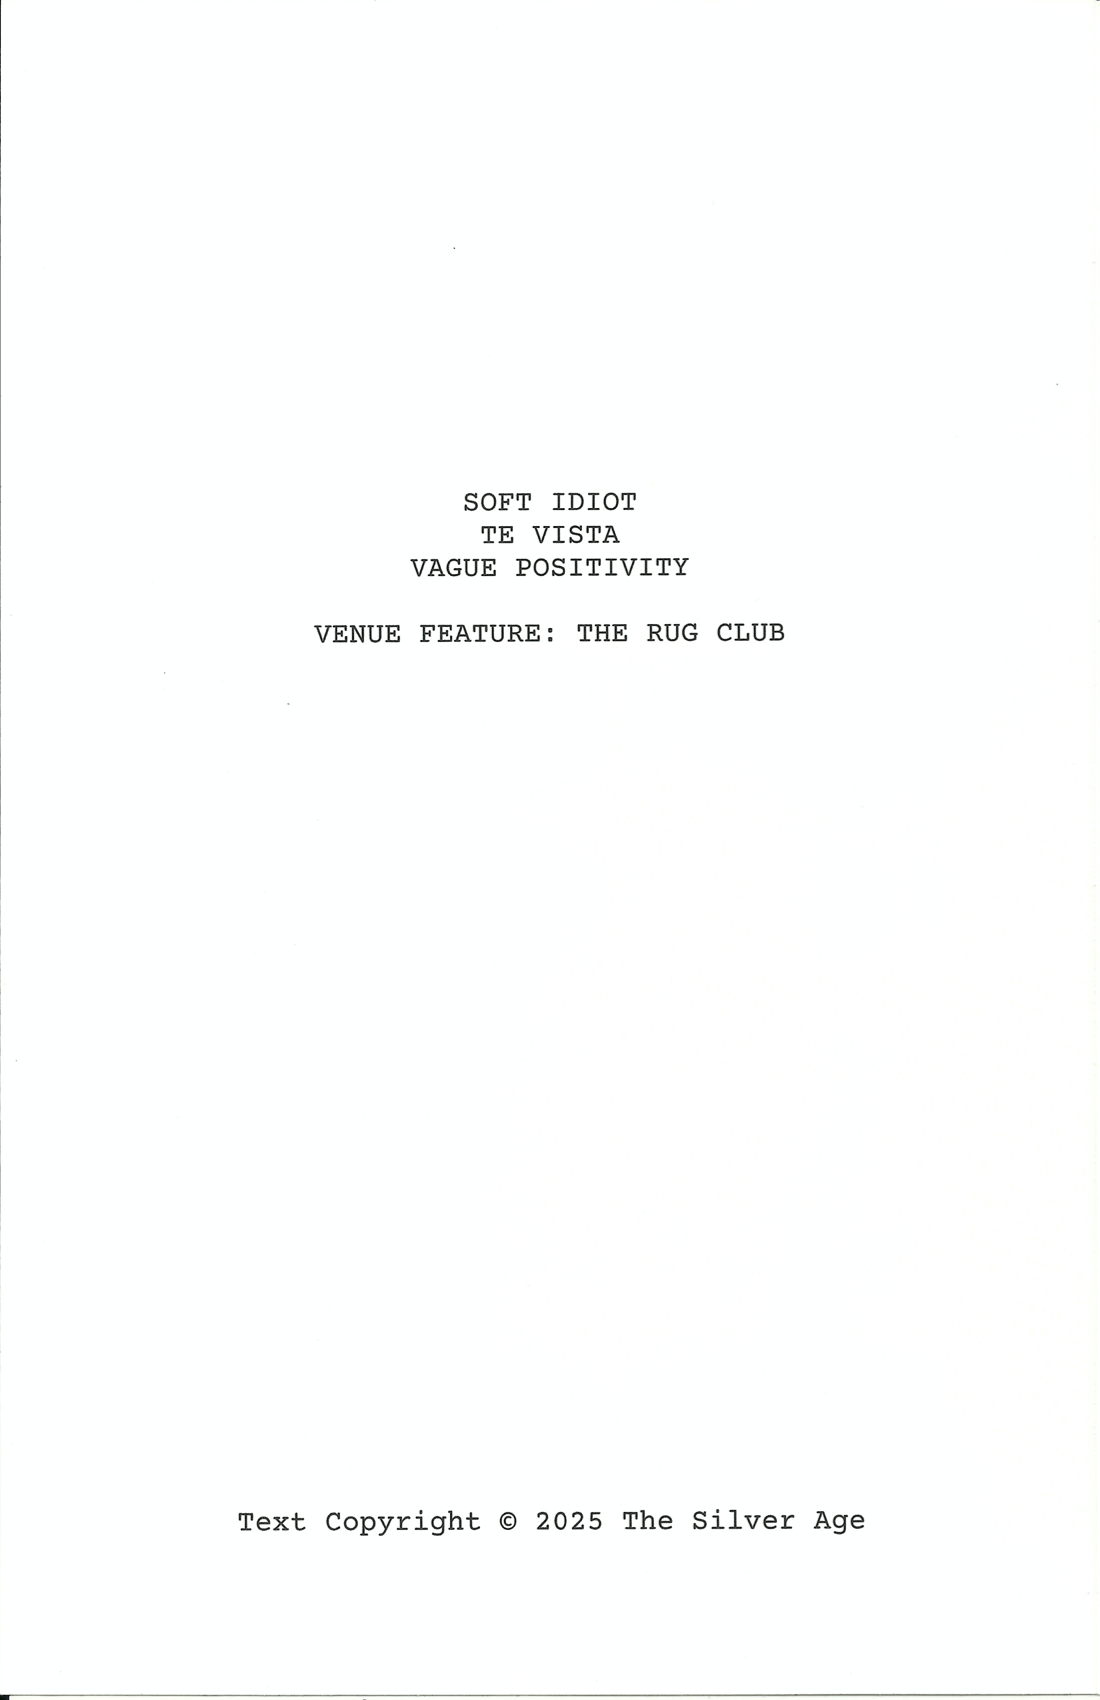 SOFT IDIOT
TE VISTA
VAGUE POSITIVITY
VENUE FEATURE: THE RUG CLUB
Text Copyright © 2025 The Silver Age